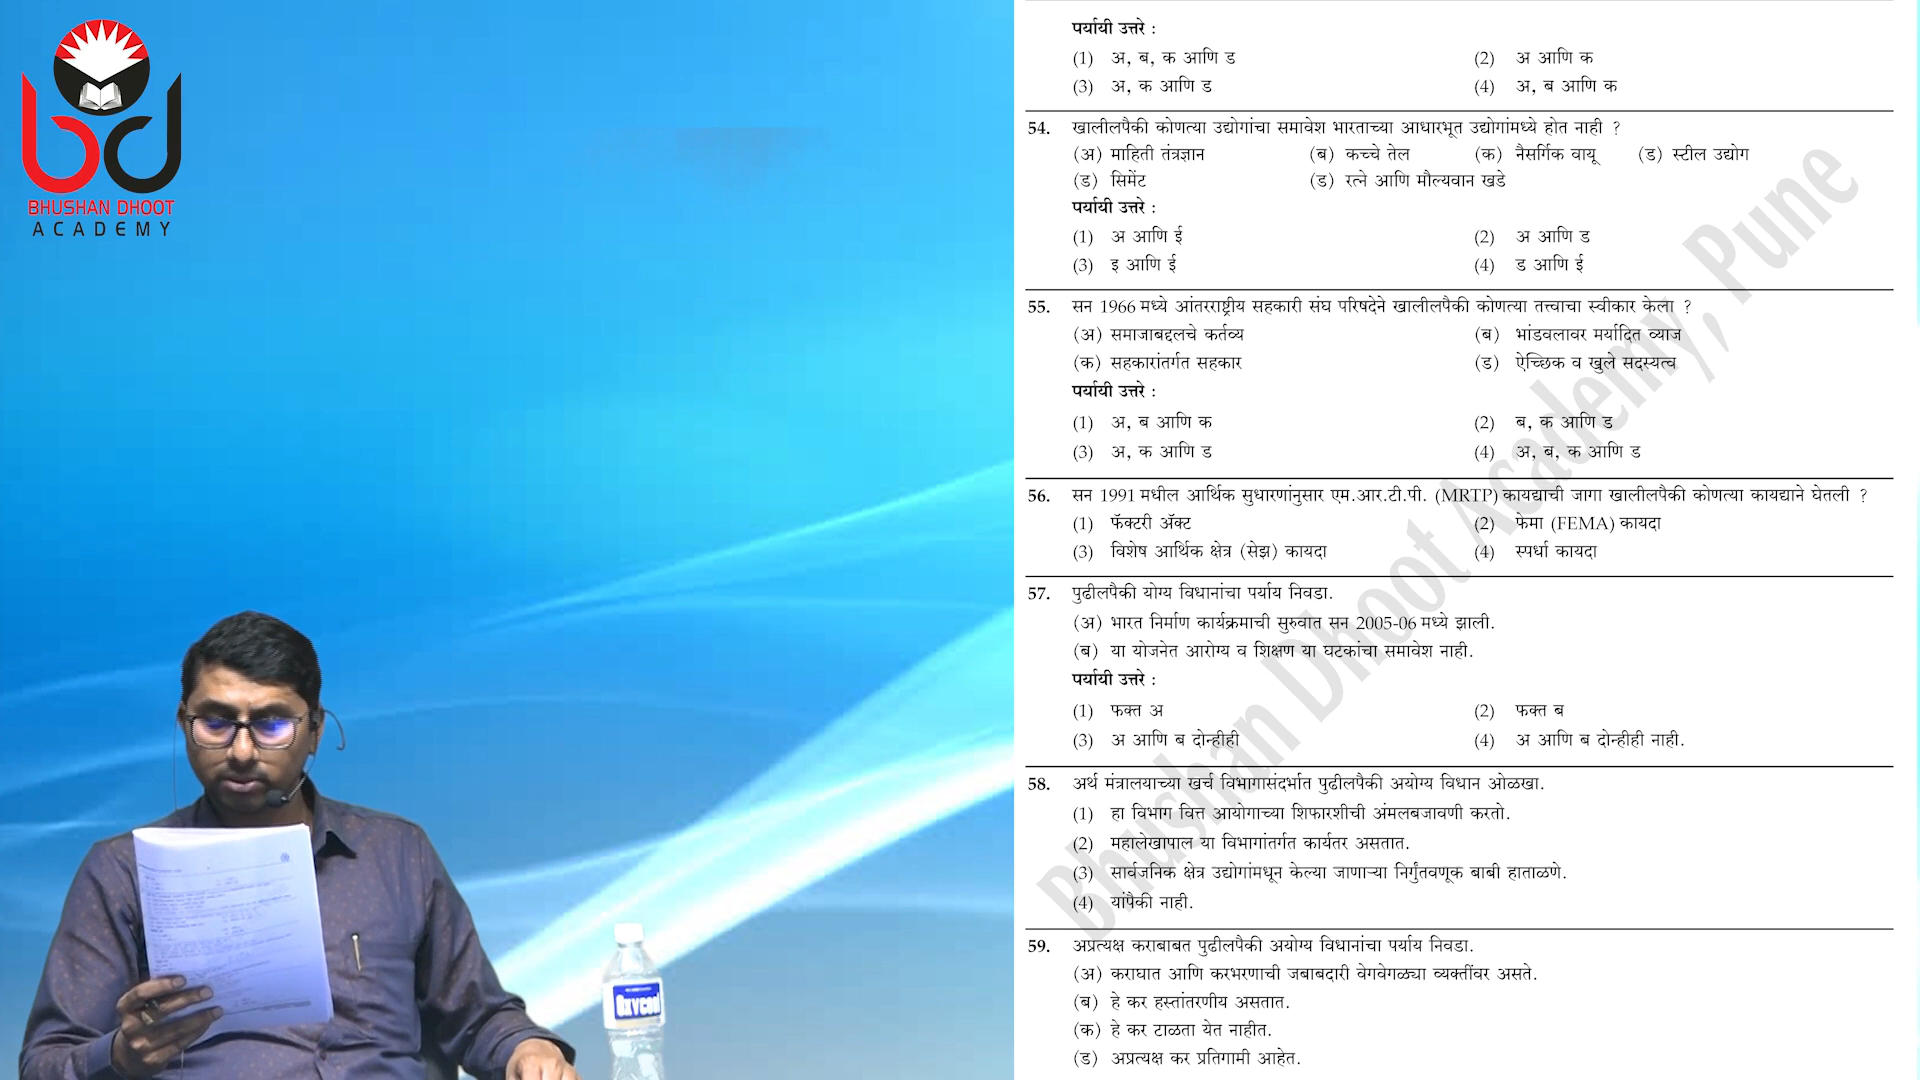 BHUSHAN DHOOT
ACADEMY
oxycool
पर्यायी उत्तरे :
(1) अ, ब, क आणि ड (2) अ आणि क
(3) अ, क आणि ड (4) अ, ब आणि क
54. खालीलपैकी कोणत्या उद्योगांचा समावेश भारताच्या आधारभूत उद्योगांमध्ये होत नाही ?
(अ) माहिती तंत्रज्ञान (ब) कच्चे तेल (क) नैसर्गिक वायू (ड) स्टील उद्योग
(ड) सिमेंट (ड) रत्ने आणि मौल्यवान खडे
पर्यायी उत्तरे :
(1) अ आणि ई (2) अ आणि ड
(3) इ आणि ई (4) ड आणि ई
55. सन 1966 मध्ये आंतरराष्ट्रीय सहकारी संघ परिषदेने खालीलपैकी कोणत्या तत्त्वाचा स्वीकार केला ?
(अ) समाजाबद्दलचे कर्तव्य (ब) भांडवलावर मर्यादित व्याज
(क) सहकारांतर्गत सहकार (ड) ऐच्छिक व खुले सदस्यत्व
पर्यायी उत्तरे :
(1) अ, ब आणि क (2) ब, क आणि ड
(3) अ, क आणि ड (4) अ, ब, क आणि ड
56. सन 1991 मधील आर्थिक सुधारणांनुसार एम.आर.टी.पी. (MRTP) कायद्याची जागा खालीलपैकी कोणत्या कायद्याने घेतली ?
(1) फॅक्टरी ॲक्ट (2) फेमा (FEMA) कायदा
(3) विशेष आर्थिक क्षेत्र (सेझ) कायदा (4) स्पर्धा कायदा
57. पुढीलपैकी योग्य विधानांचा पर्याय निवडा.
(अ) भारत निर्माण कार्यक्रमाची सुरुवात सन 2005-06 मध्ये झाली.
(ब) या योजनेत आरोग्य व शिक्षण या घटकांचा समावेश नाही.
पर्यायी उत्तरे :
(1) फक्त अ (2) फक्त ब
(3) अ आणि ब दोन्हीही (4) अ आणि ब दोन्हीही नाही.
58. अर्थ मंत्रालयाच्या खर्च विभागासंदर्भात पुढीलपैकी अयोग्य विधान ओळखा.
(1) हा विभाग वित्त आयोगाच्या शिफारशीची अंमलबजावणी करतो.
(2) महालेखापाल या विभागांतर्गत कार्यतर असतात.
(3) सार्वजनिक क्षेत्र उद्योगांमधून केल्या जाणाऱ्या निर्गुंतवणूक बाबी हाताळणे.
(4) यांपैकी नाही.
59. अप्रत्यक्ष कराबाबत पुढीलपैकी अयोग्य विधानांचा पर्याय निवडा.
(अ) कराघात आणि करभरणाची जबाबदारी वेगवेगळ्या व्यक्तींवर असते.
(ब) हे कर हस्तांतरणीय असतात.
(क) हे कर टाळता येत नाहीत.
(ड) अप्रत्यक्ष कर प्रतिगामी आहेत.
Bhushan Dhoot Academy, Pune